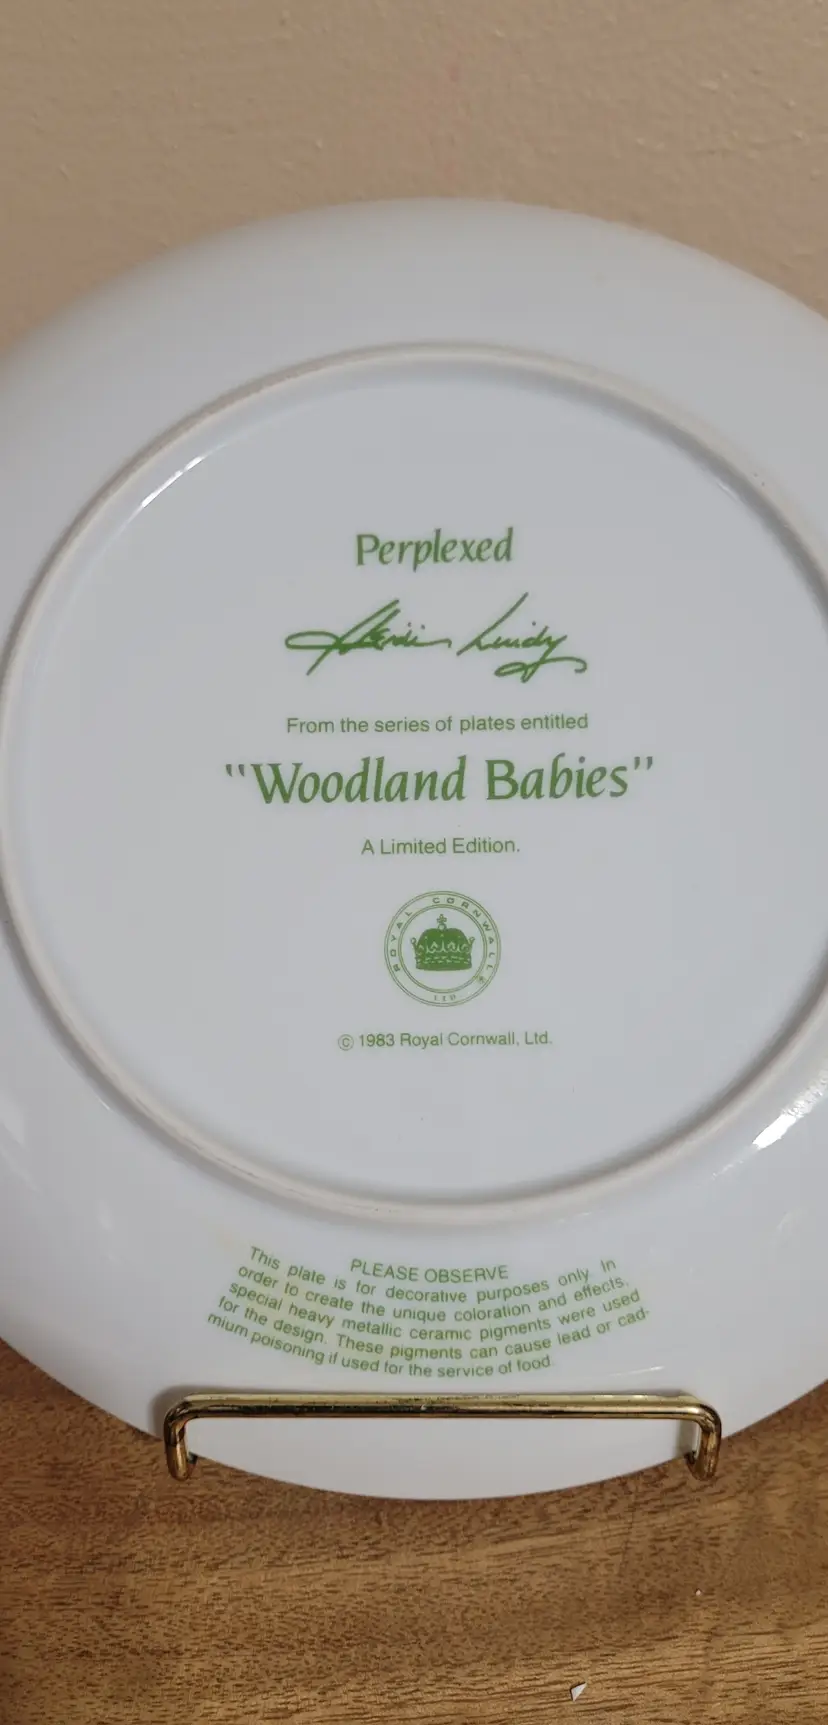 Perplexed
From the series of plates entitled
"Woodland Babies"
A Limited Edition.
ROYAL CORNWALL
LTD
© 1983 Royal Cornwall, Ltd.
PLEASE OBSERVE
This plate is for decorative purposes only. In
order to create the unique coloration and effects,
special heavy metallic ceramic pigments were used
for the design. These pigments can cause lead or cad-
mium poisoning if used for the service of food.